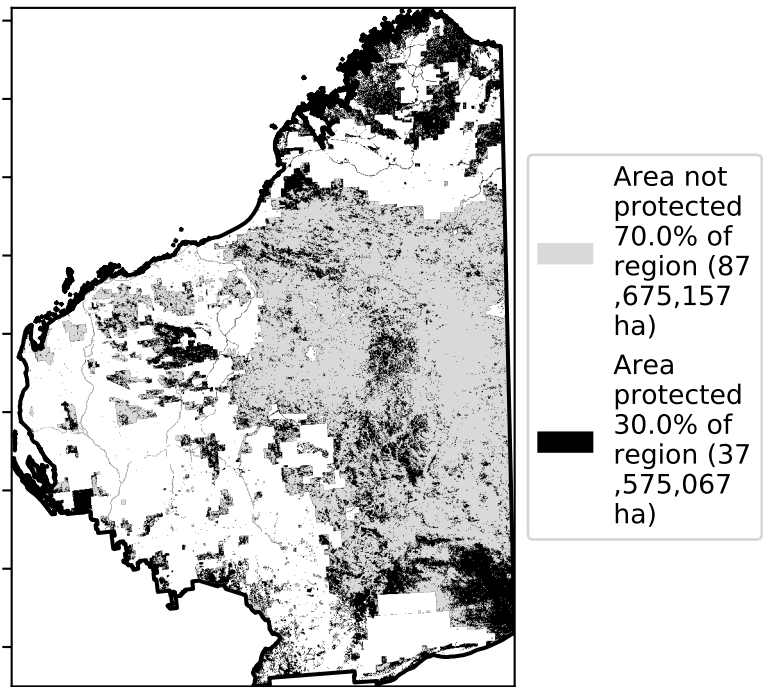 Area not
protected
70.0% of
region (87
,675,157
ha)
Area
protected
30.0% of
region (37
,575,067
ha)